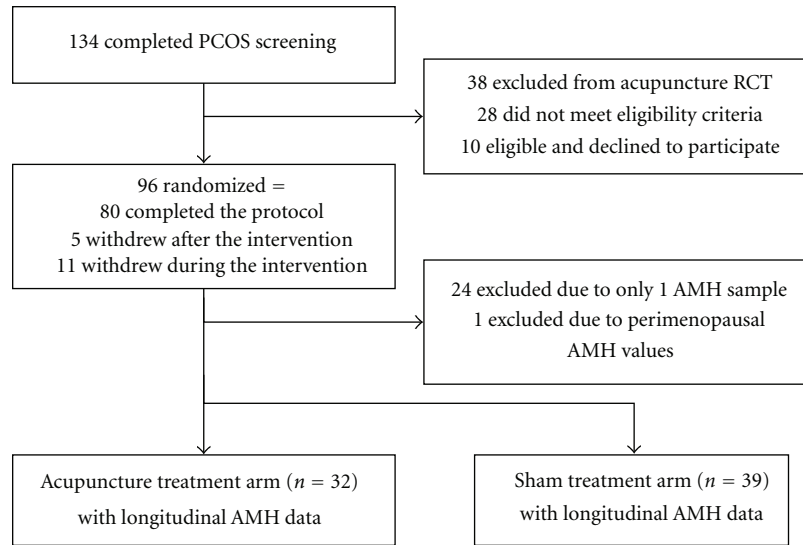 134 completed PCOS screening
38 excluded from acupuncture RCT
28 did not meet eligibility criteria
10 eligible and declined to participate
96 randomized =
80 completed the protocol
5 withdrew after the intervention
11 withdrew during the intervention
24 excluded due to only 1 AMH sample
1 excluded due to perimenopausal
AMH values
Acupuncture treatment arm (n = 32)
with longitudinal AMH data
Sham treatment arm (n = 39)
with longitudinal AMH data